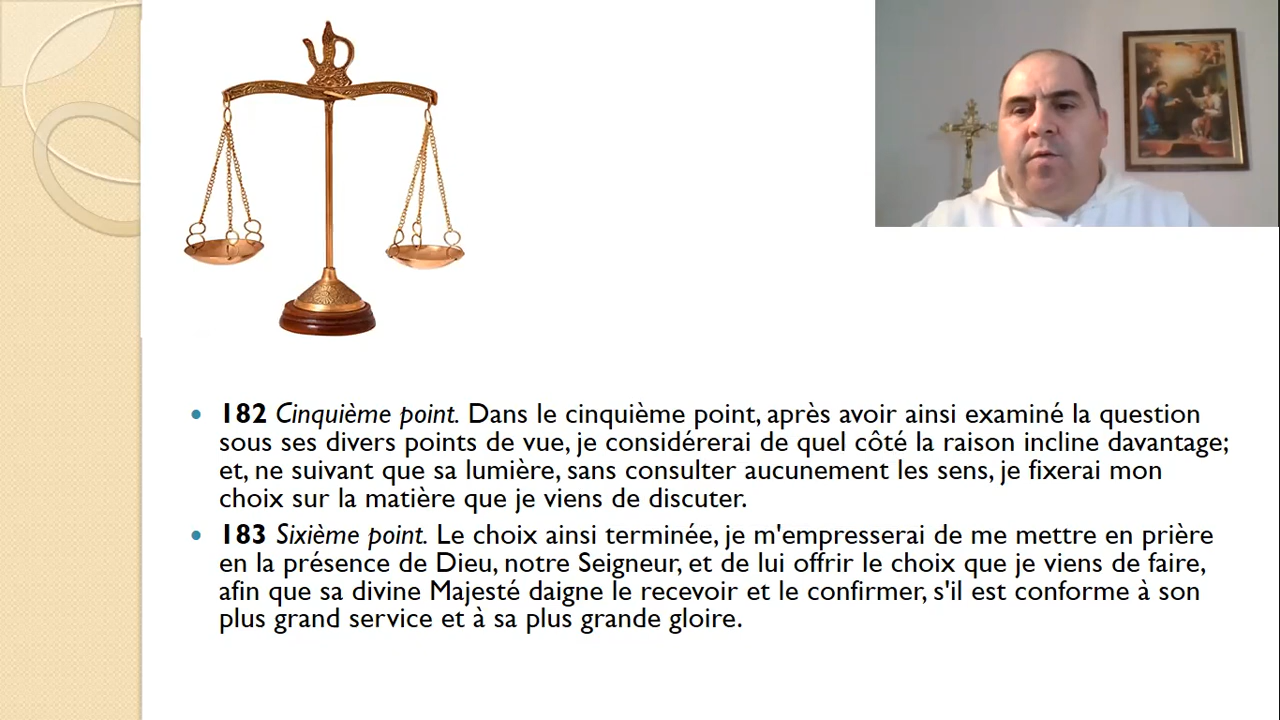 182 Cinquième point. Dans le cinquième point, après avoir ainsi examiné la question
sous ses divers points de vue, je considérerai de quel côté la raison incline davantage;
et, ne suivant que sa lumière, sans consulter aucunement les sens, je fixerai mon
choix sur la matière que je viens de discuter.
183 Sixième point. Le choix ainsi terminée, je m'empresserai de me mettre en prière
en la présence de Dieu, notre Seigneur, et de lui offrir le choix que je viens de faire,
afin que sa divine Majesté daigne le recevoir et le confirmer, s'il est conforme à son
plus grand service et à sa plus grande gloire.